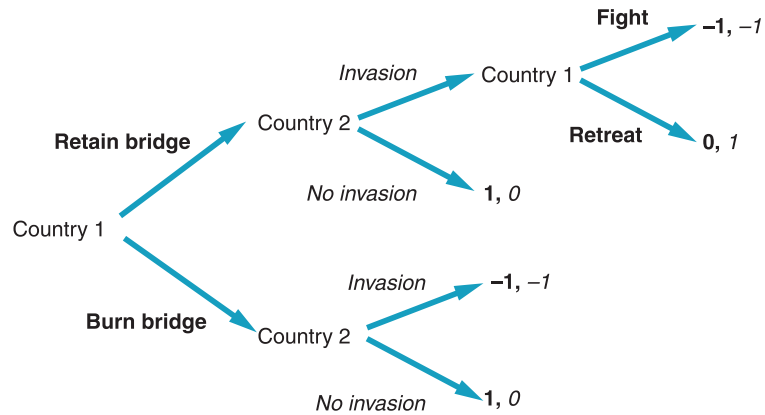 Fight
–1, –1
Invasion
Country 1
Country 2
Retain bridge
Retreat
0, 1
No invasion
1, 0
Country 1
Invasion
–1, –1
Burn bridge
Country 2
No invasion
1, 0